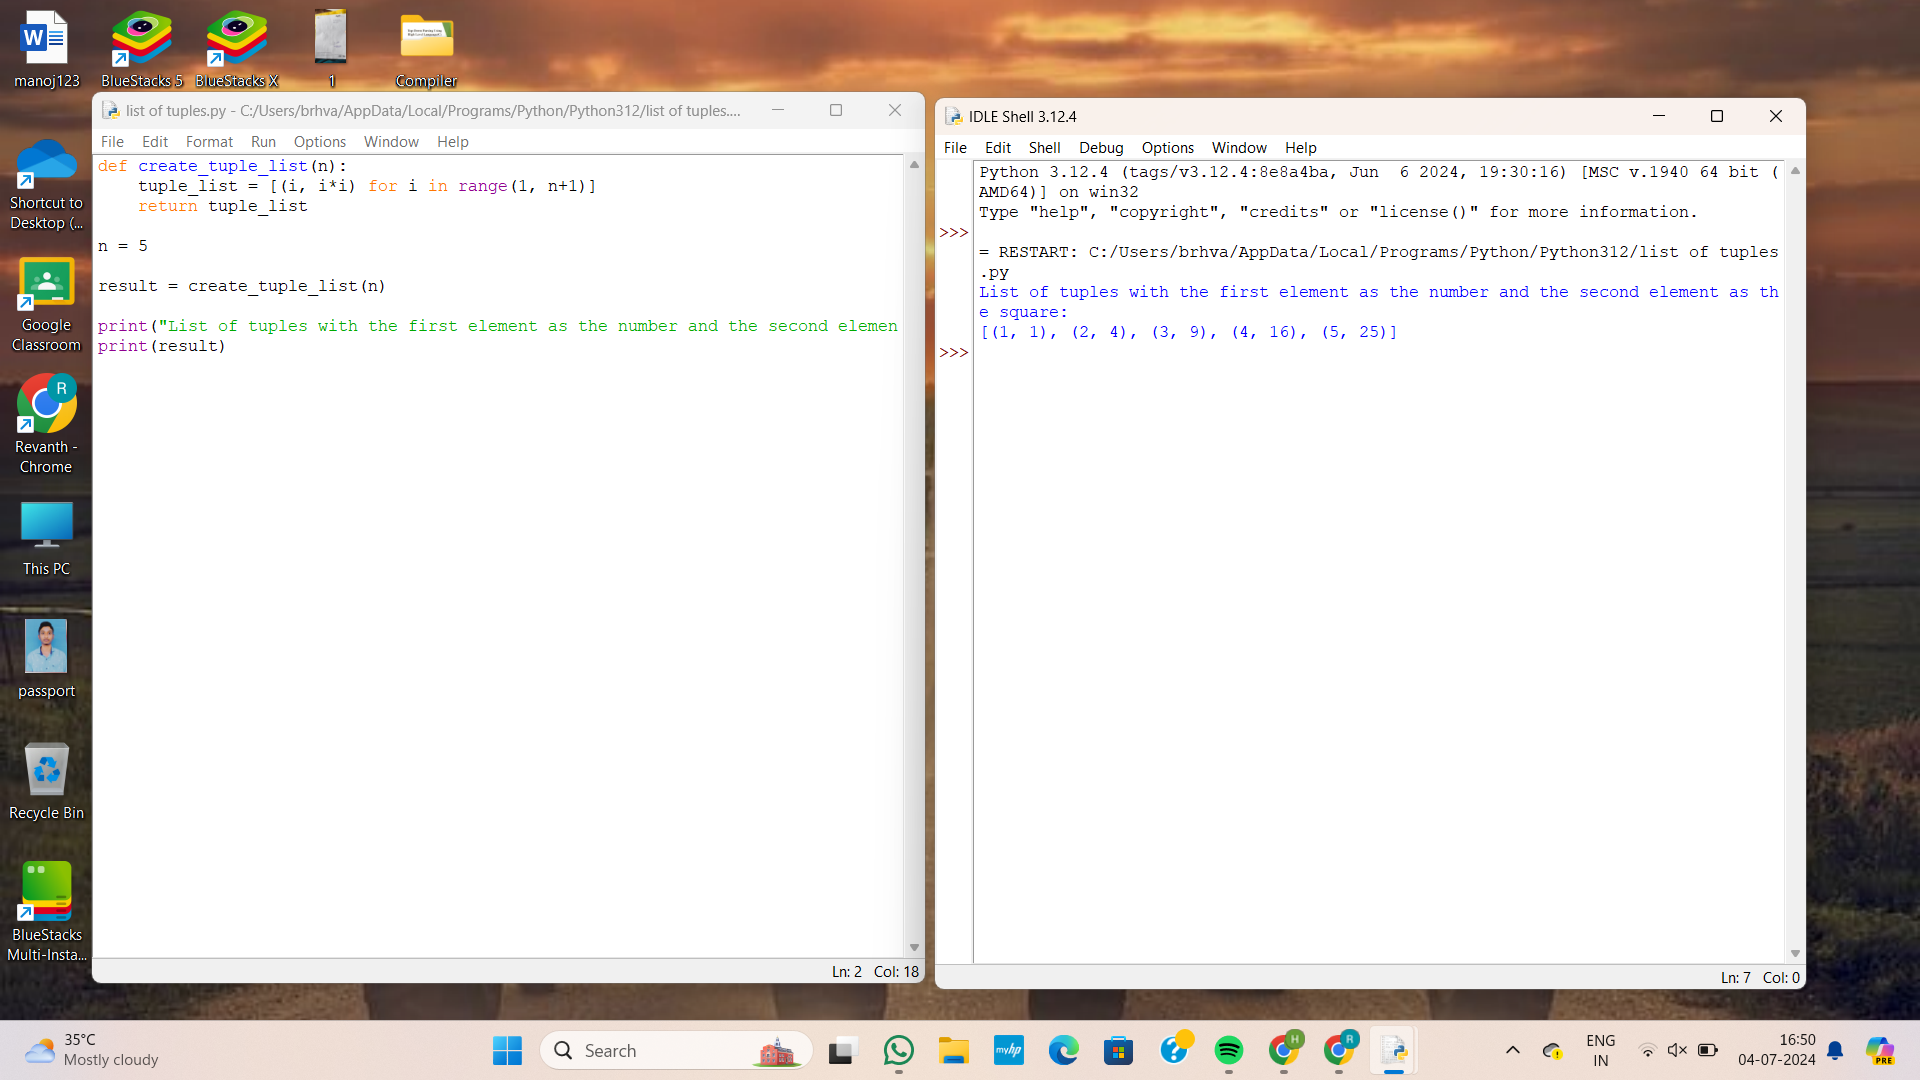 manoj123
BlueStacks 5
BlueStacks X
1
Compiler
Shortcut to
Desktop (...
Google
Classroom
R
Revanth -
Chrome
This PC
passport
Recycle Bin
BlueStacks
Multi-Insta...
list of tuples.py - C:/Users/brhva/AppData/Local/Programs/Python/Python312/list of tuples....
File Edit Format Run Options Window Help
def create_tuple_list(n):
    tuple_list = [(i, i*i) for i in range(1, n+1)]
    return tuple_list
n = 5
result = create_tuple_list(n)
print("List of tuples with the first element as the number and the second elemen
print(result)
Ln: 2 Col: 18
IDLE Shell 3.12.4
File Edit Shell Debug Options Window Help
Python 3.12.4 (tags/v3.12.4:8e8a4ba, Jun  6 2024, 19:30:16) [MSC v.1940 64 bit (
AMD64)] on win32
Type "help", "copyright", "credits" or "license()" for more information.
>>>
= RESTART: C:/Users/brhva/AppData/Local/Programs/Python/Python312/list of tuples
.py
List of tuples with the first element as the number and the second element as th
e square:
[(1, 1), (2, 4), (3, 9), (4, 16), (5, 25)]
>>>
Ln: 7 Col: 0
35°C
Mostly cloudy
Search
myhp
H
R
ENG
IN
16:50
04-07-2024
PRE